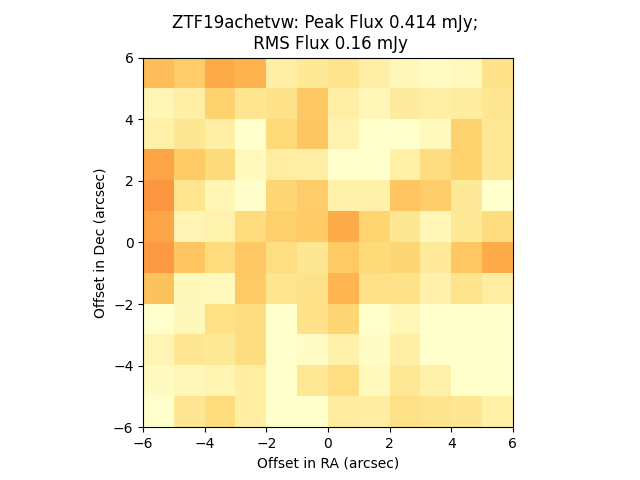 ZTF19achetvw: Peak Flux 0.414 mJy;
RMS Flux 0.16 mJy
6
4
2
0
−2
−4
−6
Offset in Dec (arcsec)
−6 −4 −2 0 2 4 6
Offset in RA (arcsec)